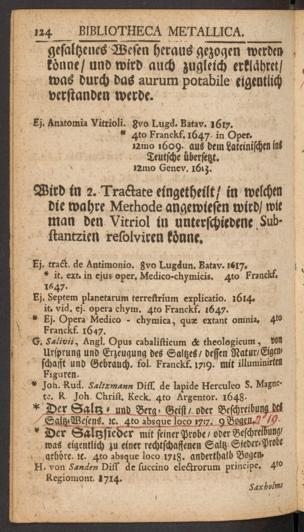 124 BIBLIOTHECA METALLICA.
gesaltzenes Wesen heraus gezogen werden
könne/ und wird auch zugleich erklähret/
was durch das aurum potabile eigentlich
verstanden werde.
Ej. Anatomia Vitrioli. 8vo Lugd. Batav. 1617.
* 4to Franckf. 1647. in Oper.
12mo 1609. aus dem Lateinischen ins
Teutsche übersetzt.
12mo Genev. 1613.
Wird in 2. Tractate eingetheilt/ in welchen
die wahre Methode angewiesen wird/ wie
man den Vitriol in unterschiedene Sub-
stantzien resolviren könne.
Ej. tract. de Antimonio. 8vo Lugdun. Batav. 1617.
* it. ext. in ejus oper. Medico-chymicis. 4to Franckf.
1647.
Ej. Septem planetarum terrestrium explicatio. 1614.
it. vid. ej. opera chym. 4to Franckf. 1647.
* Ej. Opera Medico - chymica, quæ extant omnia. 4to
Franckf. 1647.
G. Salivii, Angl. Opus cabalisticum & theologicum, von
Ursprung und Erzeugung des Saltzes/ dessen Natur/ Eigen-
schafft und Gebrauch. fol. Franckf. 1719. mit illuminirten
Figuren.
* Joh. Rud. Saltzmann Diss. de lapide Herculeo S. Magne-
te. R. Joh. Christ. Keck. 4to Argentor. 1648.
* Der Saltz- und Berg-Geist/ oder Beschreibung des
Saltz-Wesens. ꝛc. 4to absque loco 1717. 9 Bogen. n° 19.
* Der Saltzsieder mit seiner Probe/ oder Beschreibung/
was eigentlich zu einer rechtschaffenen Saltz-Sieder-Probe
gehöre. ꝛc. 4to absque loco 1718. anderthalb Bogen.
H. von Sanden Diss de succino electrorum principe. 4to
Regiomont. 1714.
Saxholms